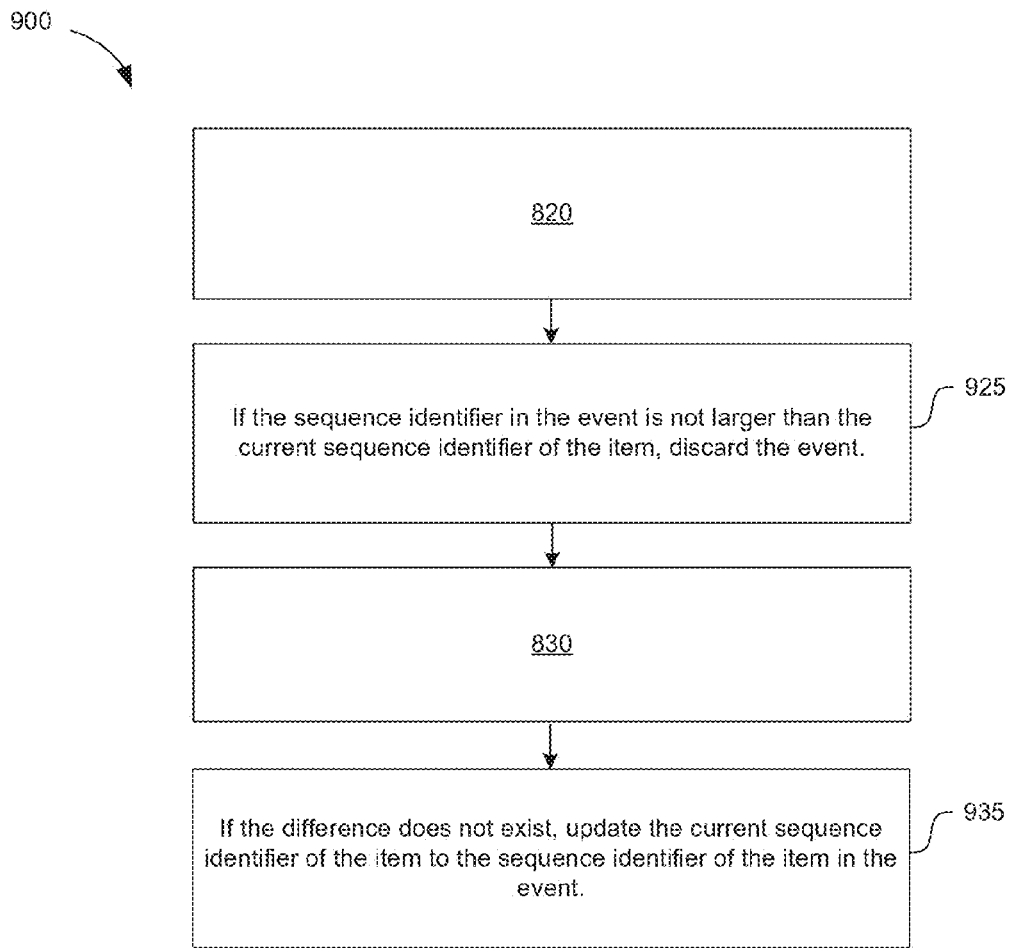 900
820
If the sequence identifier in the event is not larger than the
current sequence identifier of the item, discard the event.
925
830
If the difference does not exist, update the current sequence
identifier of the item to the sequence identifier of the item in the
event.
935